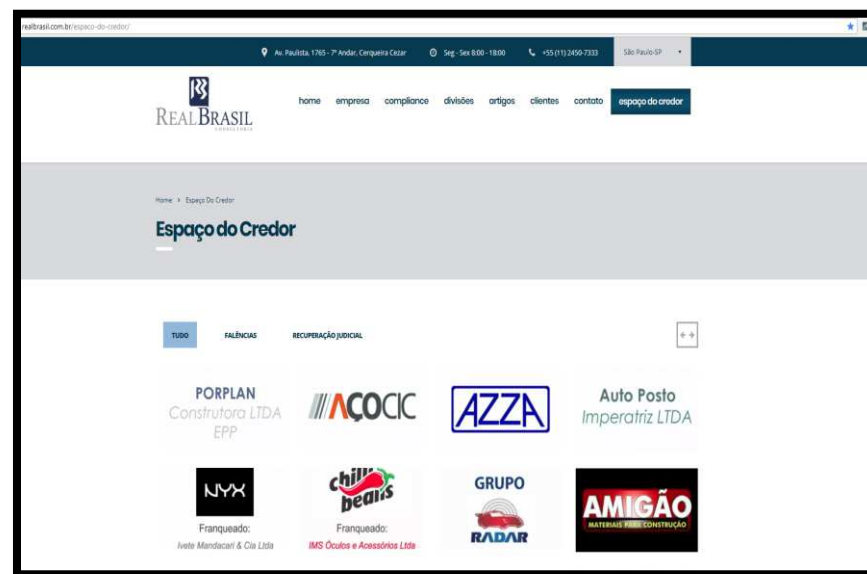 realbrasil.com.br/espaco-do-credor/
Av. Paulista, 1765 - 7º Andar, Cerqueira Cezar Seg - Sex 8:00 - 18:00 +55 (11) 2450-7333 São Paulo-SP
REALBRASIL
CONSULTORIA
home empresa compliance divisões artigos clientes contato espaço do credor
Home > Espaço Do Credor
Espaço do Credor
TUDO FALÊNCIAS RECUPERAÇÃO JUDICIAL
PORPLAN
Construtora LTDA
EPP
AÇOCIC
AZZA
Auto Posto
Imperatriz LTDA
NYX
Franqueado:
Ivete Mandacari & Cia Ltda
chilli
beans
Franqueado:
IMS Óculos e Acessórios Ltda
GRUPO
RADAR
AMIGÃO
MATERIAIS PARA CONSTRUÇÃO